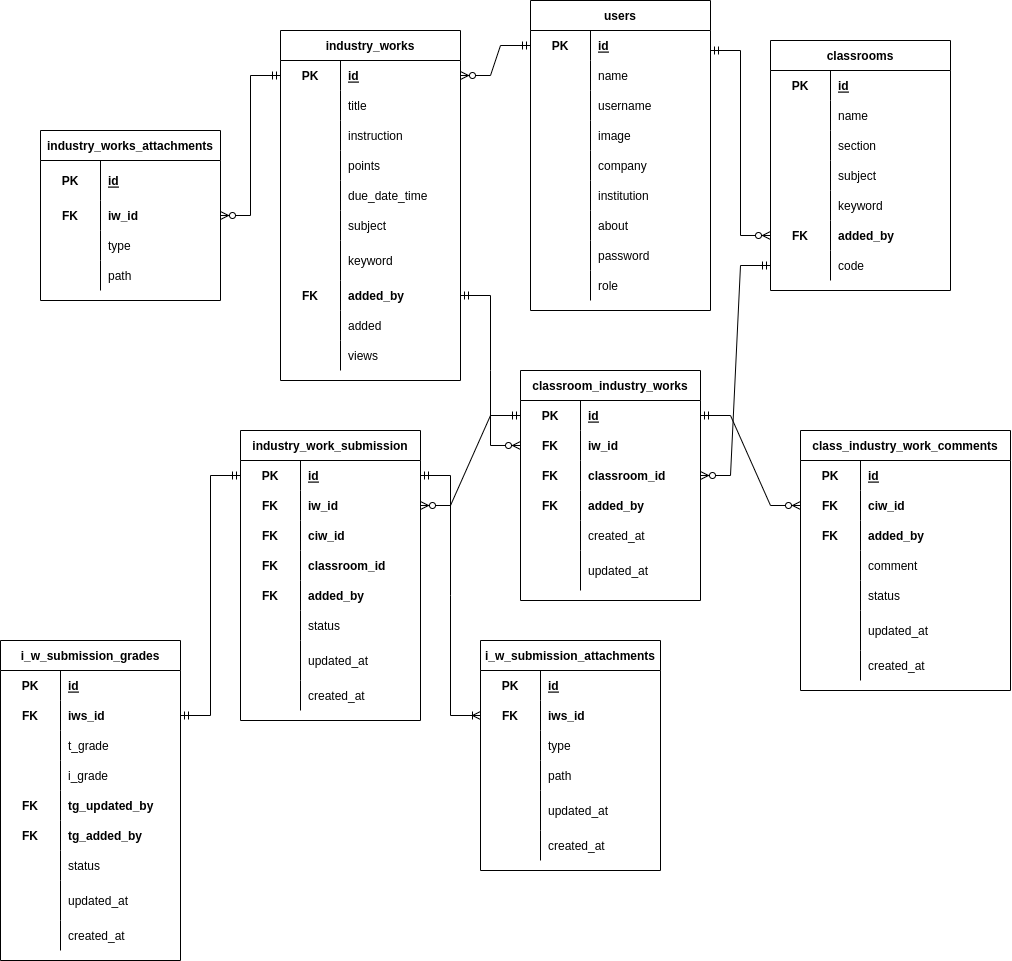 users
PK id
name
username
image
company
institution
about
password
role
industry_works
PK id
title
instruction
points
due_date_time
subject
keyword
FK added_by
added
views
classrooms
PK id
name
section
subject
keyword
FK added_by
code
industry_works_attachments
PK id
FK iw_id
type
path
classroom_industry_works
PK id
FK iw_id
FK classroom_id
FK added_by
created_at
updated_at
industry_work_submission
PK id
FK iw_id
FK ciw_id
FK classroom_id
FK added_by
status
updated_at
created_at
class_industry_work_comments
PK id
FK ciw_id
FK added_by
comment
status
updated_at
created_at
i_w_submission_grades
PK id
FK iws_id
t_grade
i_grade
FK tg_updated_by
FK tg_added_by
status
updated_at
created_at
i_w_submission_attachments
PK id
FK iws_id
type
path
updated_at
created_at